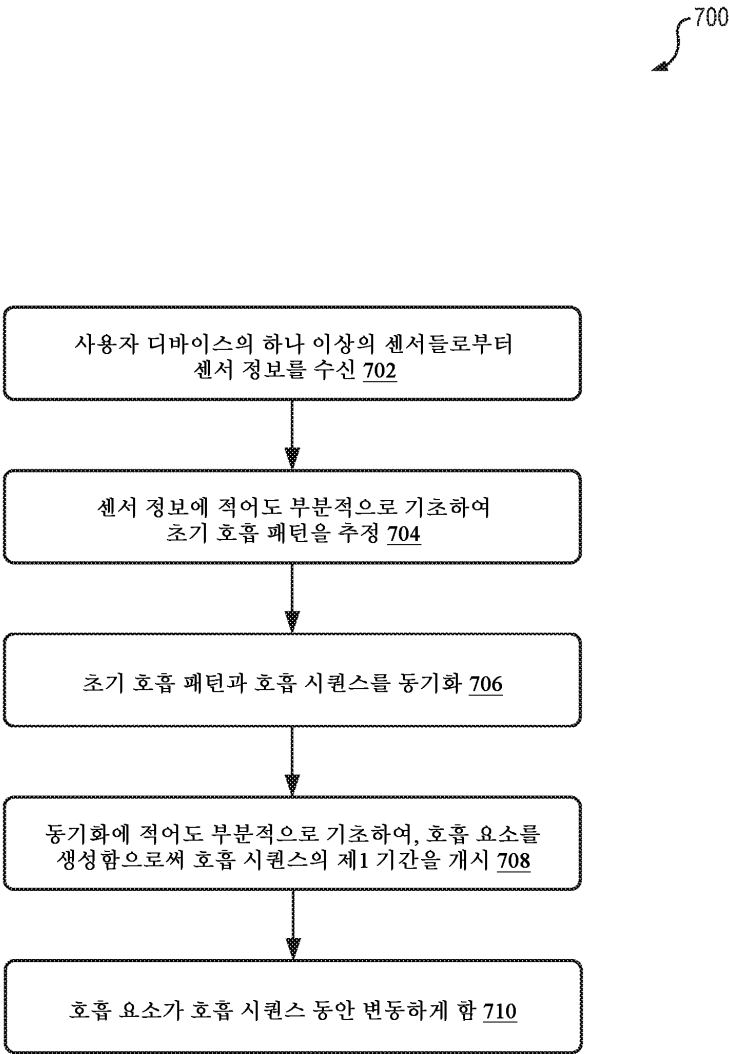 700
사용자 디바이스의 하나 이상의 센서들로부터
센서 정보를 수신 702
센서 정보에 적어도 부분적으로 기초하여
초기 호흡 패턴을 추정 704
초기 호흡 패턴과 호흡 시퀀스를 동기화 706
동기화에 적어도 부분적으로 기초하여, 호흡 요소를
생성함으로써 호흡 시퀀스의 제1 기간을 개시 708
호흡 요소가 호흡 시퀀스 동안 변동하게 함 710